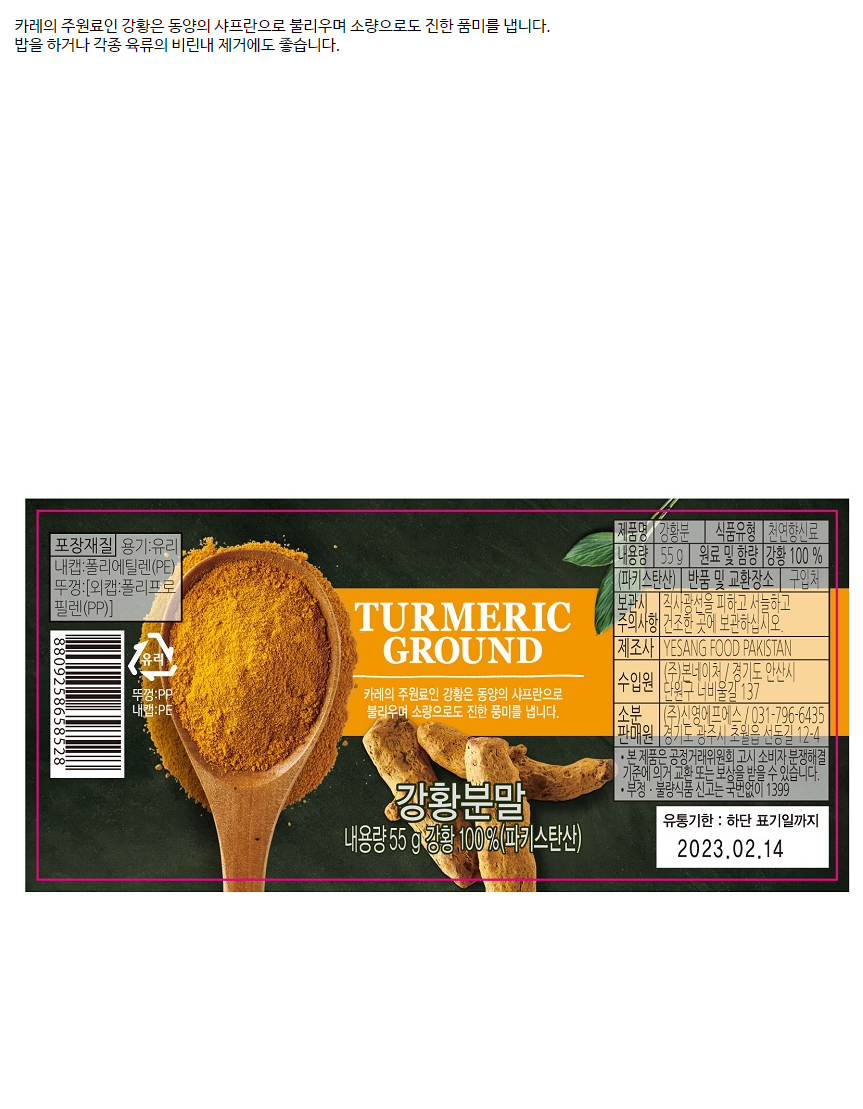 카레의 주원료인 강황은 동양의 샤프란으로 불리우며 소량으로도 진한 품미를 냅니다.
밥을 하거나 각종 육류의 비린내 제거에도 좋습니다.
포장재질 용기:유리
내캡:폴리에틸렌(PE)
뚜껑:[외캡:폴리프로
필렌(PP)]
8809258658528
유리
뚜껑:PP
내캡:PE
TURMERIC
GROUND
카레의 주원료인 강황은 동양의 샤프란으로
불리우며 소량으로도 진한 풍미를 냅니다.
강황분말
내용량 55 g 강황 100 %(파키스탄산)
제품명 강황분 식품유형 천연향신료
내용량 55 g 원료 및 함량 강황 100 %
(파키스탄산) 반품 및 교환장소 구입처
보관시 주의사항 직사광선을 피하고 서늘하고
건조한 곳에 보관하십시오.
제조사 YESANG FOOD PAKISTAN
수입원 (주)본네이처 / 경기도 안산시
단원구 너비울길 137
소분 판매원 (주)신영에프에스 / 031-796-6435
경기도 광주시 초월읍 선동길 12-4
• 본 제품은 공정거래위원회 고시 소비자 분쟁해결
기준에 의거 교환 또는 보상을 받을 수 있습니다.
• 부정·불량식품 신고는 국번없이 1399
유통기한 : 하단 표기일까지
2023.02.14